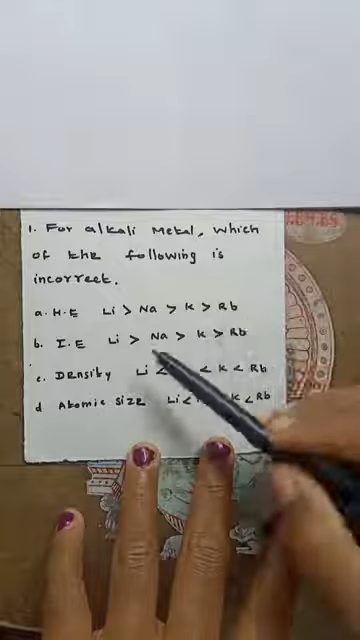 1. For alkali Metal, which
of the following is
incorrect.
a. H.E Li > Na > K > Rb
b. I.E Li > Na > K > Rb
c. Density Li < < K < Rb
d Atomic size Li < K < Rb